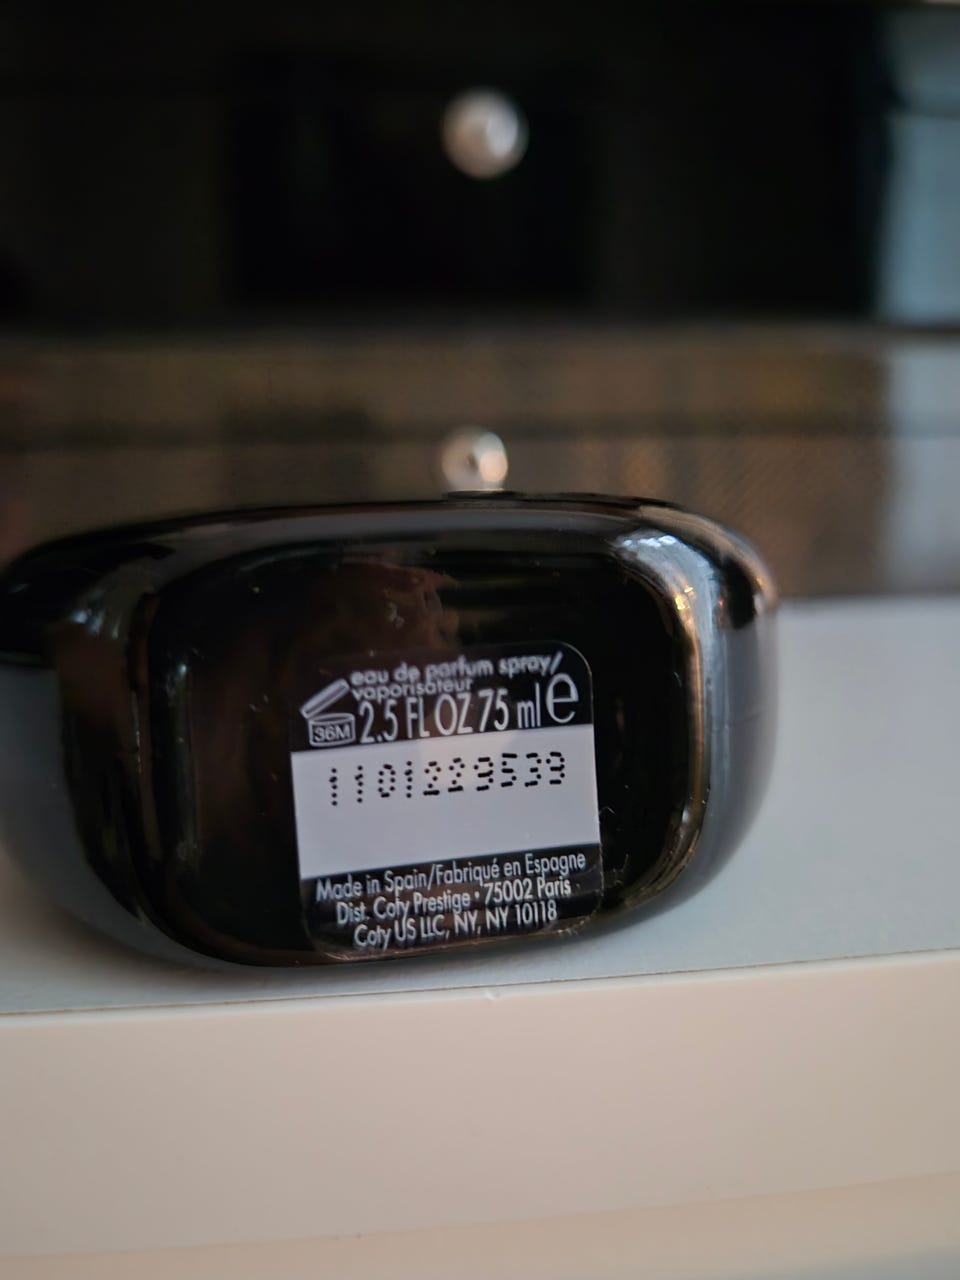 eau de parfum spray/
vaporisateur
36M
2.5 FL OZ 75 ml e
1101229539
Made in Spain/Fabriqué en Espagne
Dist. Coty Prestige • 75002 Paris
Coty US LLC, NY, NY 10118